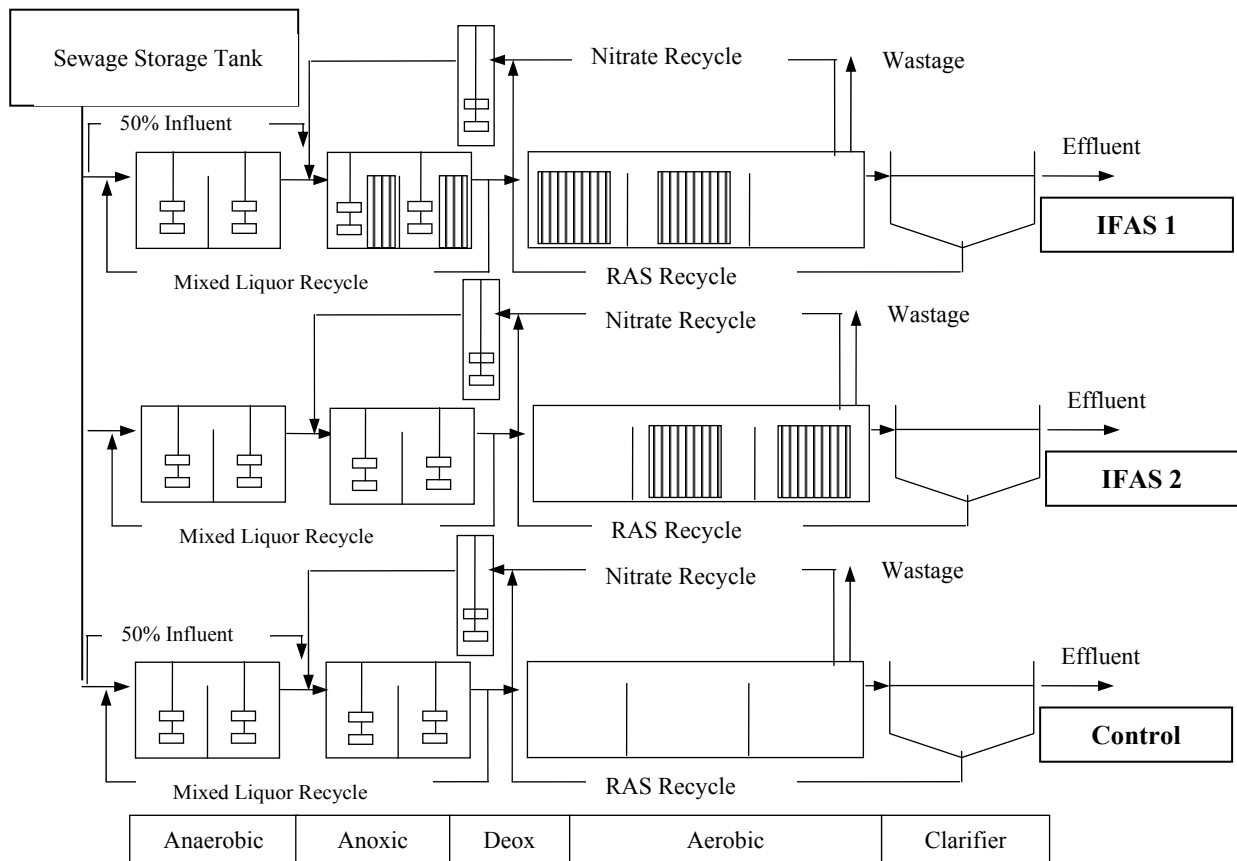 Sewage Storage Tank
Nitrate Recycle
Wastage
50% Influent
Effluent
IFAS 1
Mixed Liquor Recycle
RAS Recycle
Nitrate Recycle
Wastage
Effluent
IFAS 2
Mixed Liquor Recycle
RAS Recycle
Nitrate Recycle
Wastage
50% Influent
Effluent
Control
Mixed Liquor Recycle
RAS Recycle
Anaerobic
Anoxic
Deox
Aerobic
Clarifier